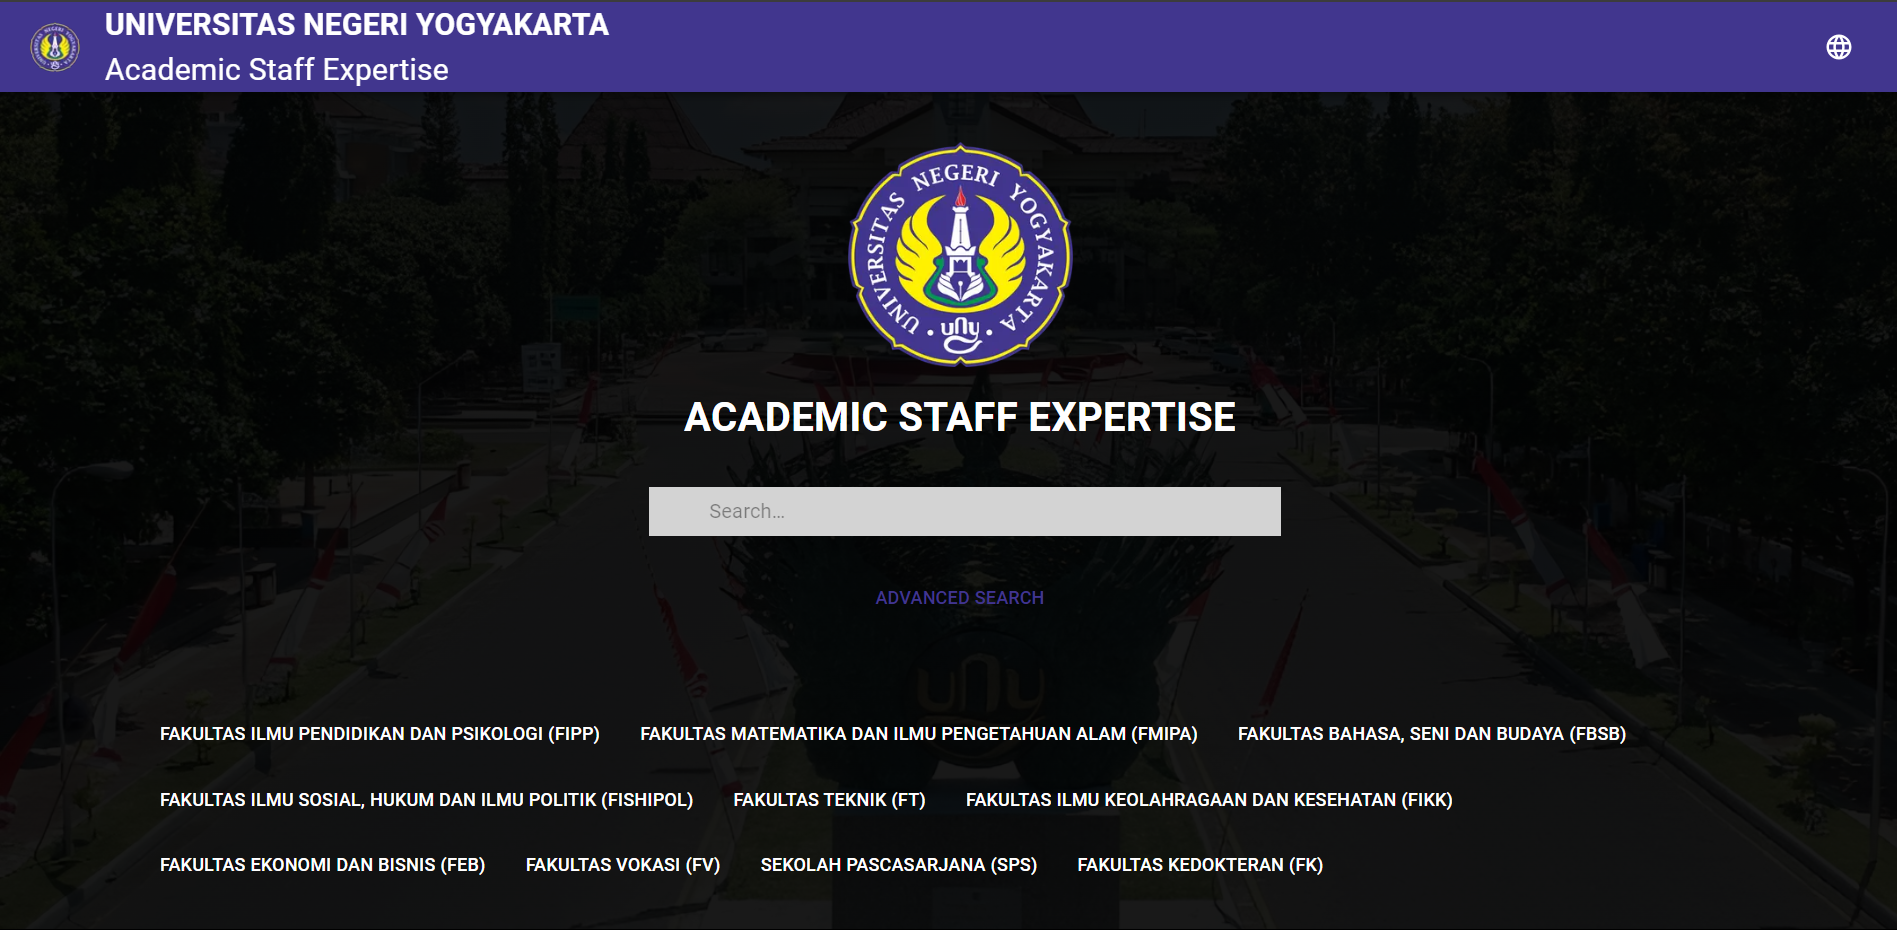 UNIVERSITAS NEGERI YOGYAKARTA
Academic Staff Expertise
UNIVERSITAS NEGERI YOGYAKARTA
uny
ACADEMIC STAFF EXPERTISE
Search...
ADVANCED SEARCH
uny
FAKULTAS ILMU PENDIDIKAN DAN PSIKOLOGI (FIPP) FAKULTAS MATEMATIKA DAN ILMU PENGETAHUAN ALAM (FMIPA) FAKULTAS BAHASA, SENI DAN BUDAYA (FBSB)
FAKULTAS ILMU SOSIAL, HUKUM DAN ILMU POLITIK (FISHIPOL) FAKULTAS TEKNIK (FT) FAKULTAS ILMU KEOLAHRAGAAN DAN KESEHATAN (FIKK)
FAKULTAS EKONOMI DAN BISNIS (FEB) FAKULTAS VOKASI (FV) SEKOLAH PASCASARJANA (SPS) FAKULTAS KEDOKTERAN (FK)